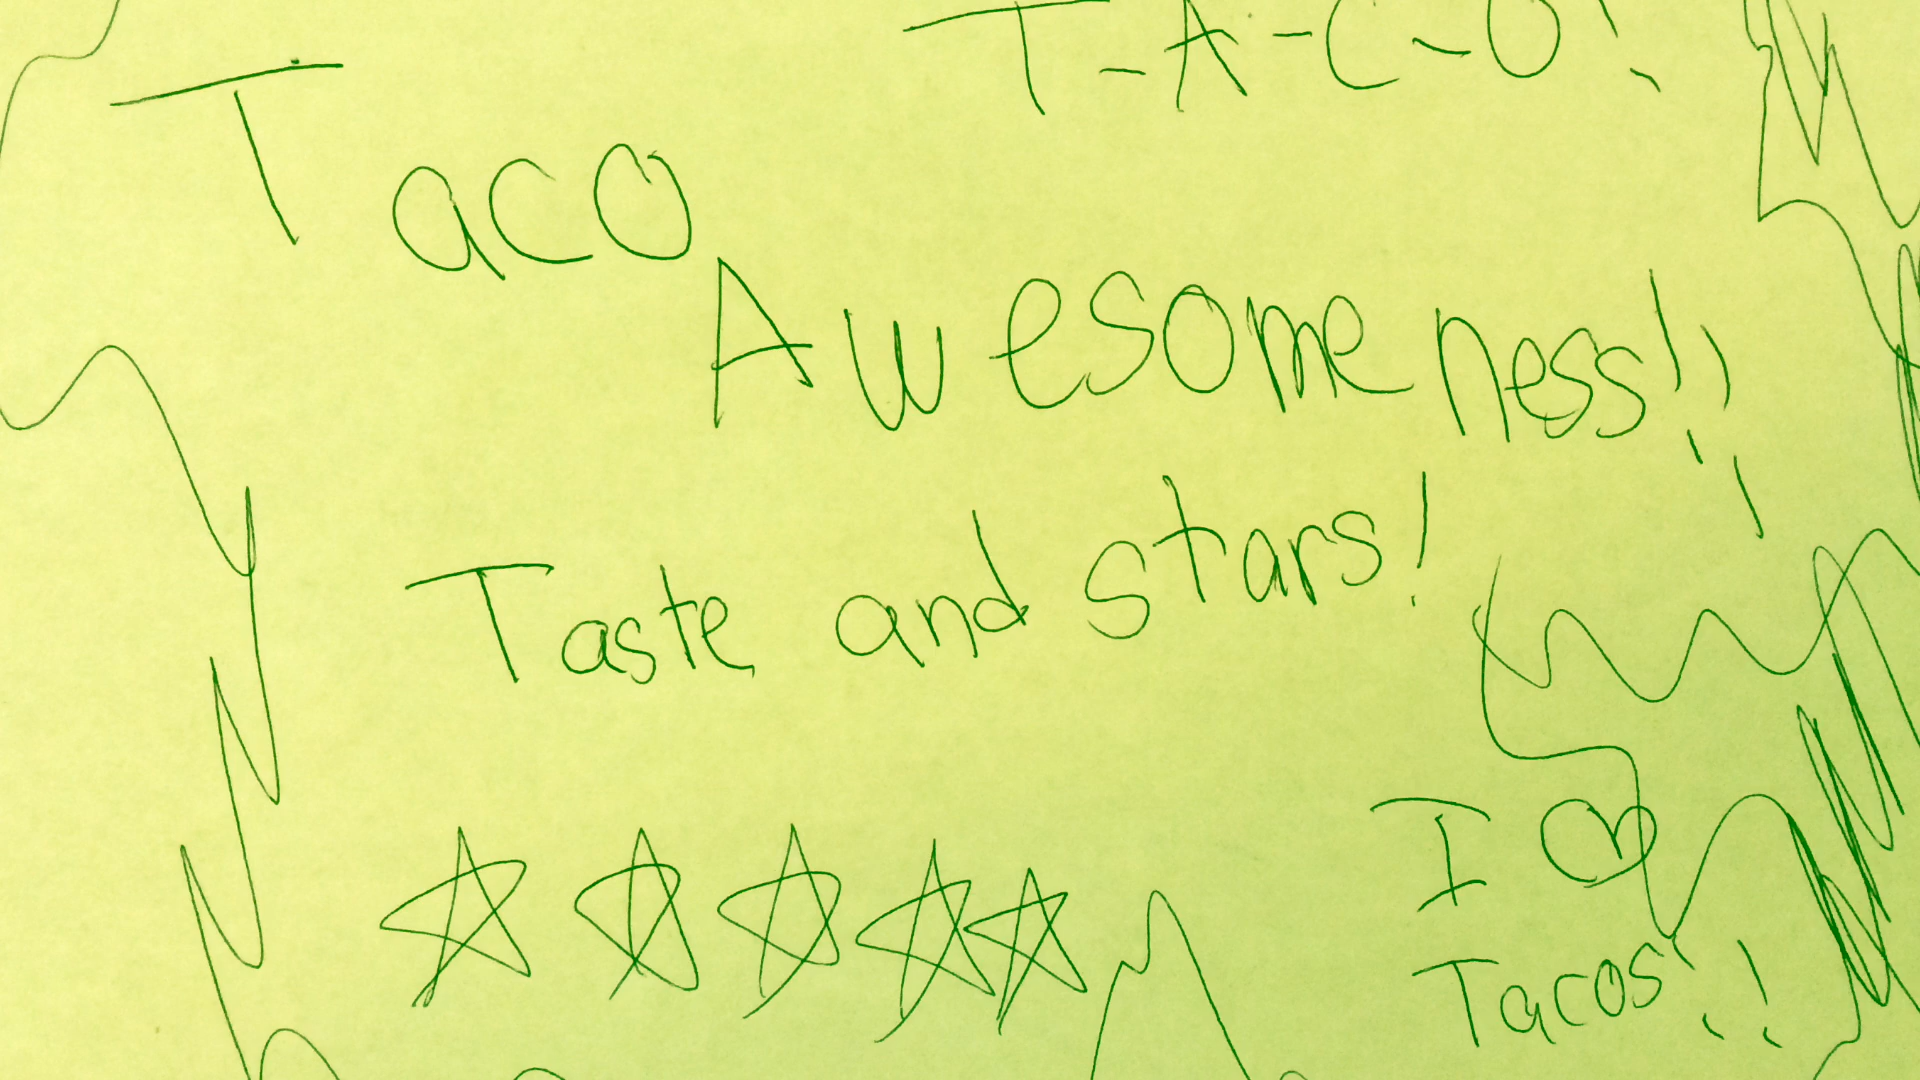 T-A-C-O!
Taco
Awesomeness!!
Taste and stars!
I ♡
Tacos!!